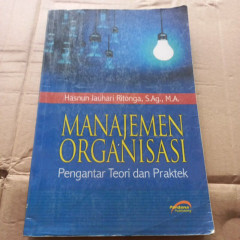 Hasnun Jauhari Ritonga, S.Ag., M.A.
MANAJEMEN
ORGANISASI
Pengantar Teori dan Praktek